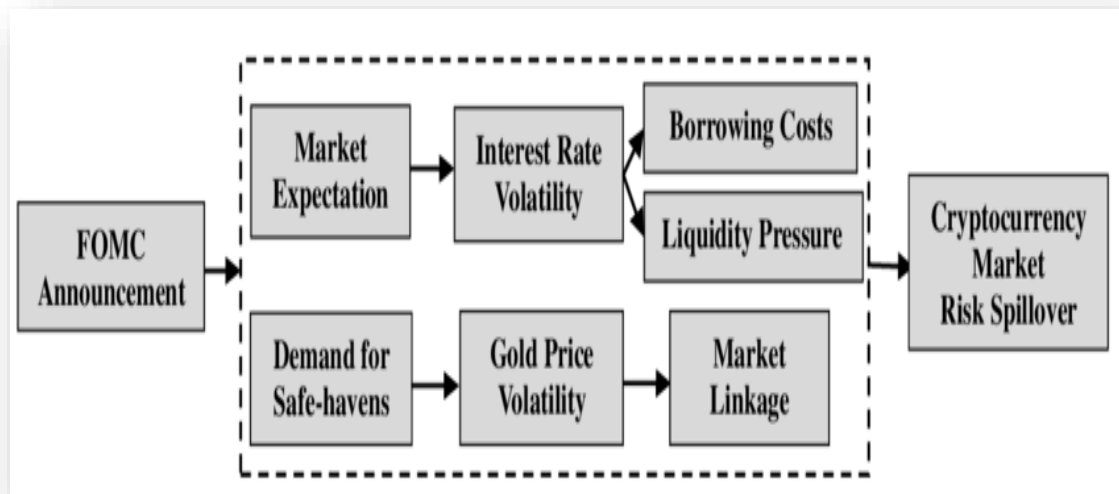 FOMC
Announcement
Market
Expectation
Interest Rate
Volatility
Borrowing Costs
Liquidity Pressure
Demand for
Safe-havens
Gold Price
Volatility
Market
Linkage
Cryptocurrency
Market
Risk Spillover